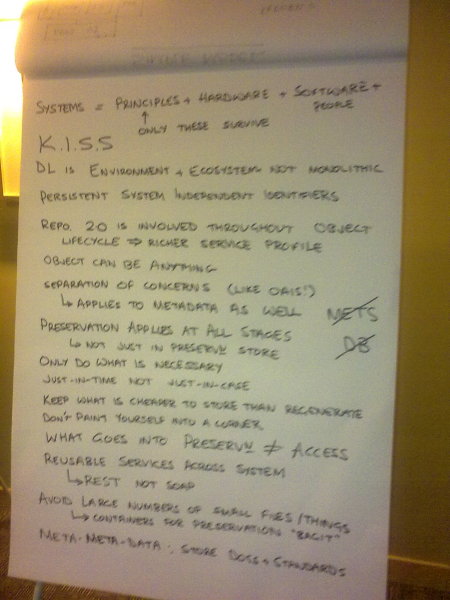 SYSTEMS = PRINCIPLES + HARDWARE + SOFTWARE +
PEOPLE
↑
ONLY THESE SURVIVE
K.I.S.S
DL IS ENVIRONMENT + ECOSYSTEM NOT MONOLITHIC
PERSISTENT SYSTEM INDEPENDENT IDENTIFIERS
REPO. 2.0 IS INVOLVED THROUGHOUT OBJECT
LIFECYCLE ⇒ RICHER SERVICE PROFILE
OBJECT CAN BE ANYTHING
SEPARATION OF CONCERNS (LIKE OAIS!)
↳ APPLIES TO METADATA AS WELL METS
PRESERVATION APPLIES AT ALL STAGES DB
↳ NOT JUST IN PRESERVN STORE
ONLY DO WHAT IS NECESSARY
JUST-IN-TIME NOT JUST-IN-CASE
KEEP WHAT IS CHEAPER TO STORE THAN REGENERATE
DON'T PAINT YOURSELF INTO A CORNER.
WHAT GOES INTO PRESERVN ≠ ACCESS
REUSABLE SERVICES ACROSS SYSTEM
↳ REST NOT SOAP
AVOID LARGE NUMBERS OF SMALL FILES/THINGS
↳ CONTAINERS FOR PRESERVATION "BAGIT"
META-META-DATA: STORE DOCS + STANDARDS